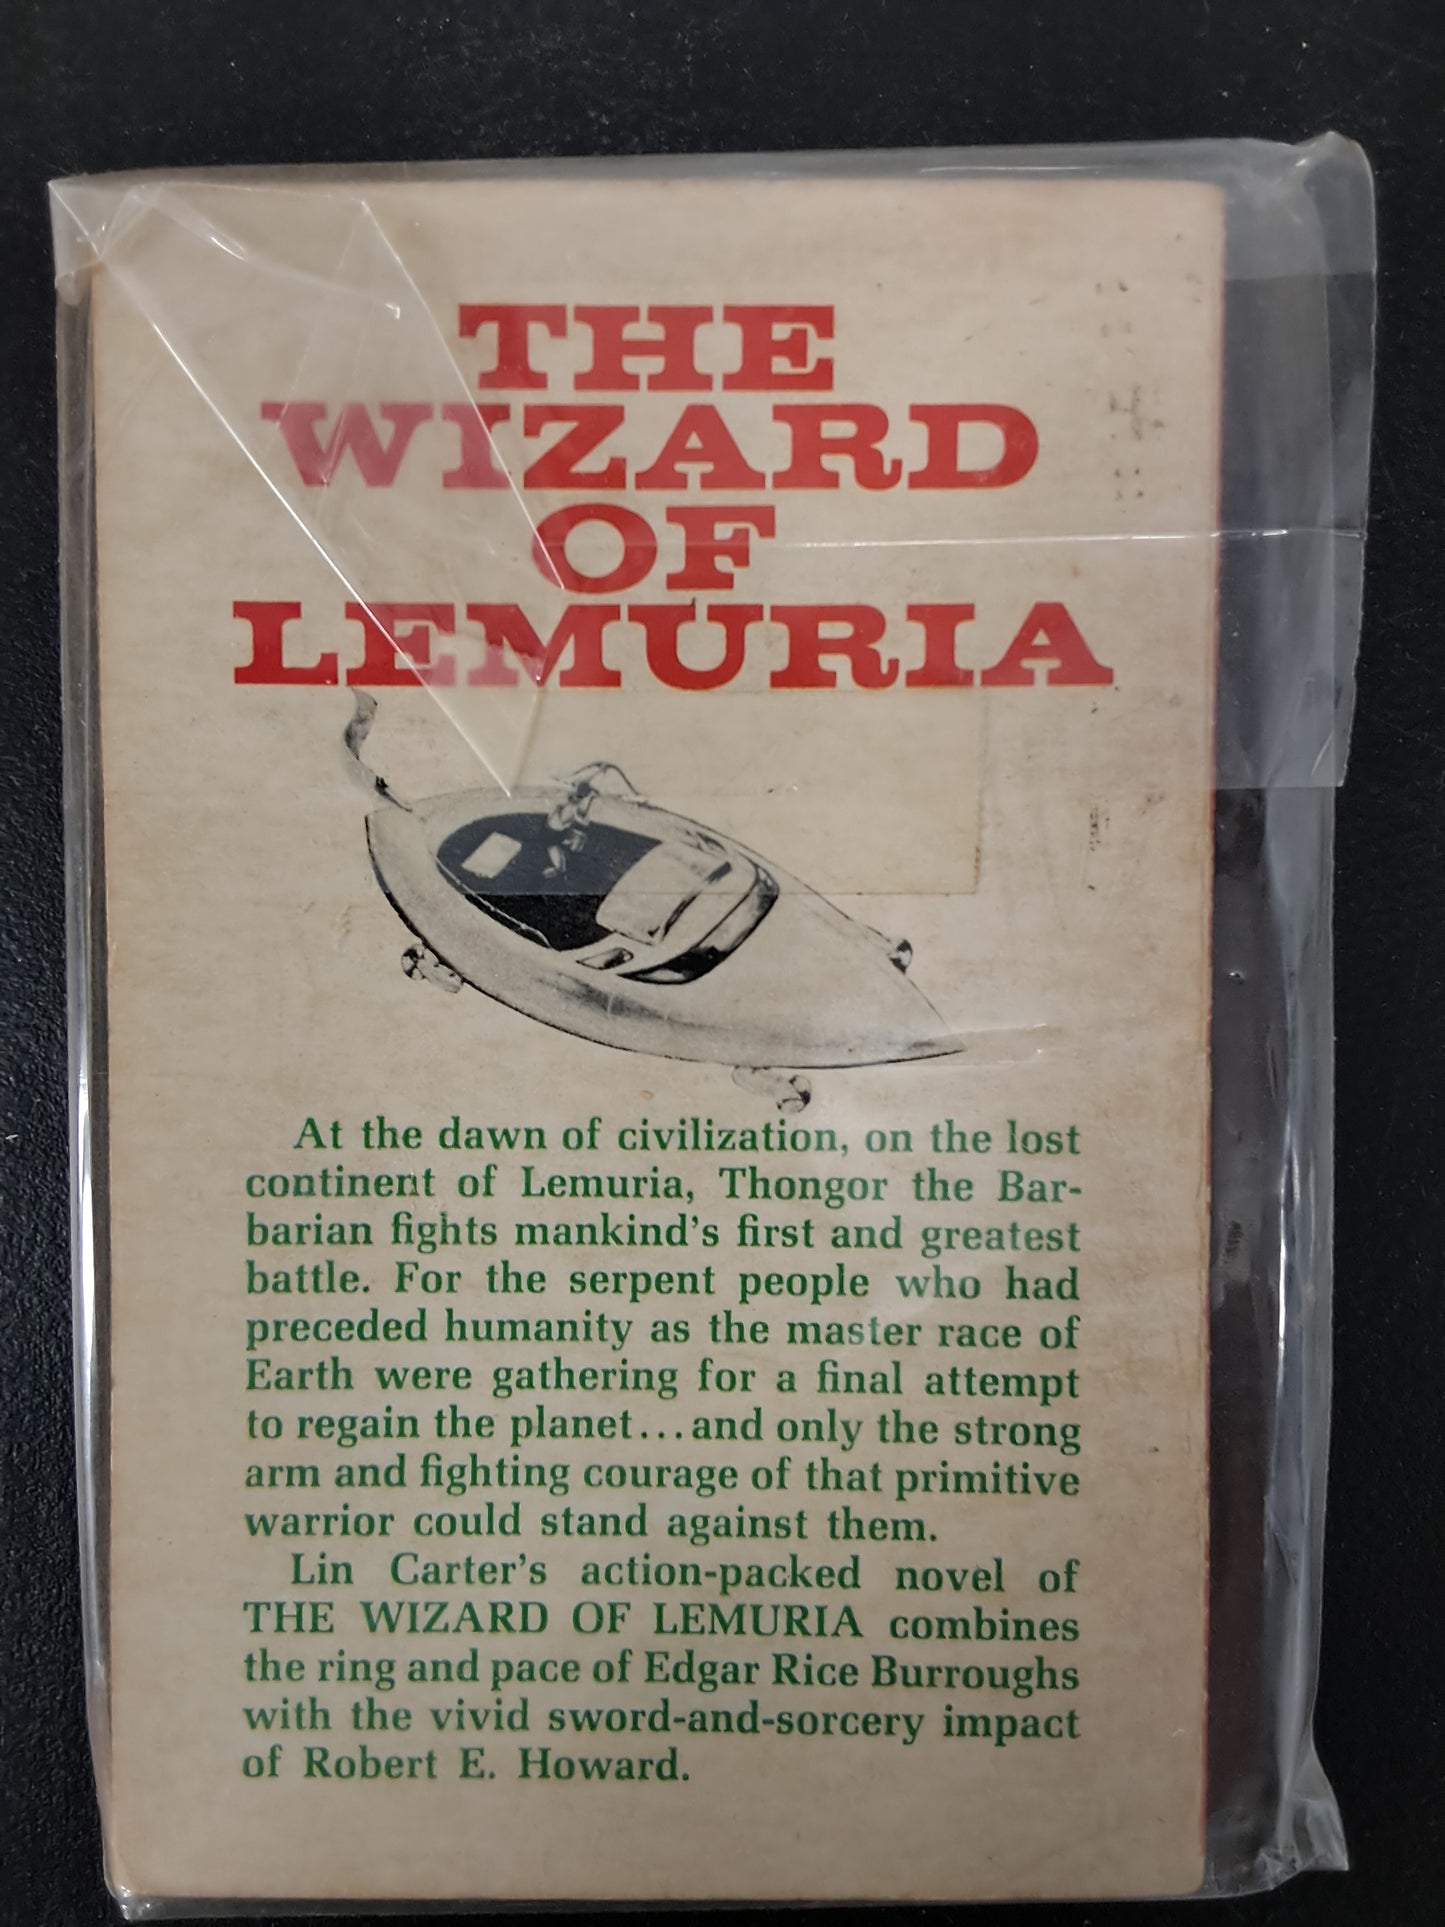 THE
WIZARD
OF
LEMURIA
At the dawn of civilization, on the lost
continent of Lemuria, Thongor the Bar-
barian fights mankind's first and greatest
battle. For the serpent people who had
preceded humanity as the master race of
Earth were gathering for a final attempt
to regain the planet...and only the strong
arm and fighting courage of that primitive
warrior could stand against them.
Lin Carter's action-packed novel of
THE WIZARD OF LEMURIA combines
the ring and pace of Edgar Rice Burroughs
with the vivid sword-and-sorcery impact
of Robert E. Howard.